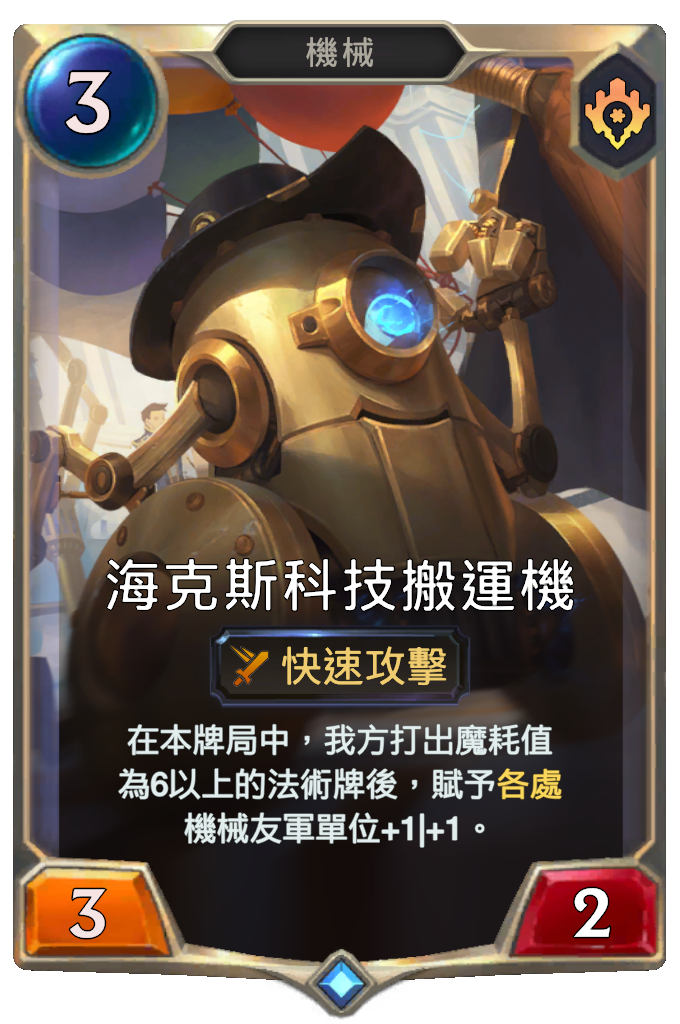 機械
3
海克斯科技搬運機
快速攻擊
在本牌局中，我方打出魔耗值
為6以上的法術牌後，賦予各處
機械友軍單位+1|+1。
3
2